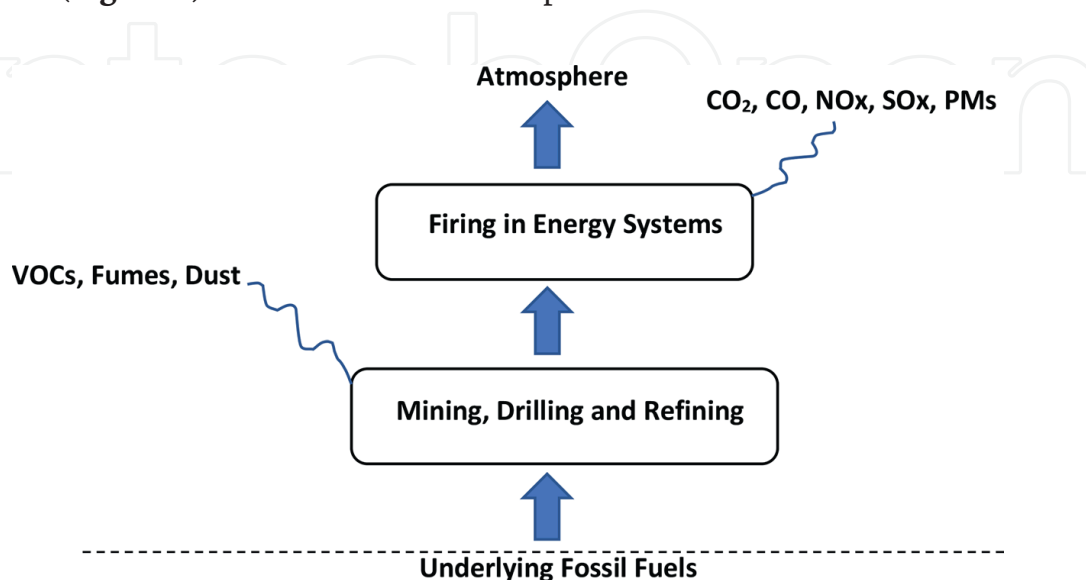 Atmosphere
CO₂, CO, NOx, SOx, PMs
Firing in Energy Systems
VOCs, Fumes, Dust
Mining, Drilling and Refining
Underlying Fossil Fuels